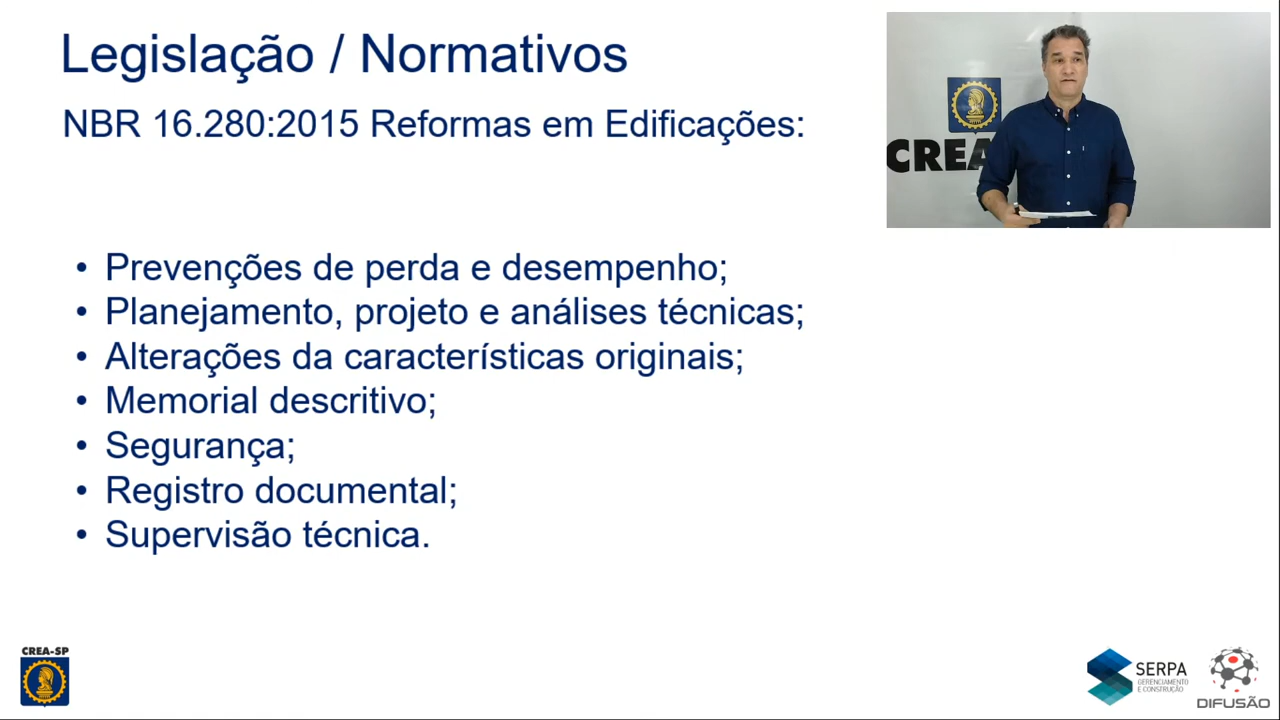 Legislação / Normativos
NBR 16.280:2015 Reformas em Edificações:
CREA
• Prevenções de perda e desempenho;
• Planejamento, projeto e análises técnicas;
• Alterações da características originais;
• Memorial descritivo;
• Segurança;
• Registro documental;
• Supervisão técnica.
CREA-SP
SERPA
GERENCIAMENTO
E CONSTRUÇÃO
DIFUSÃO